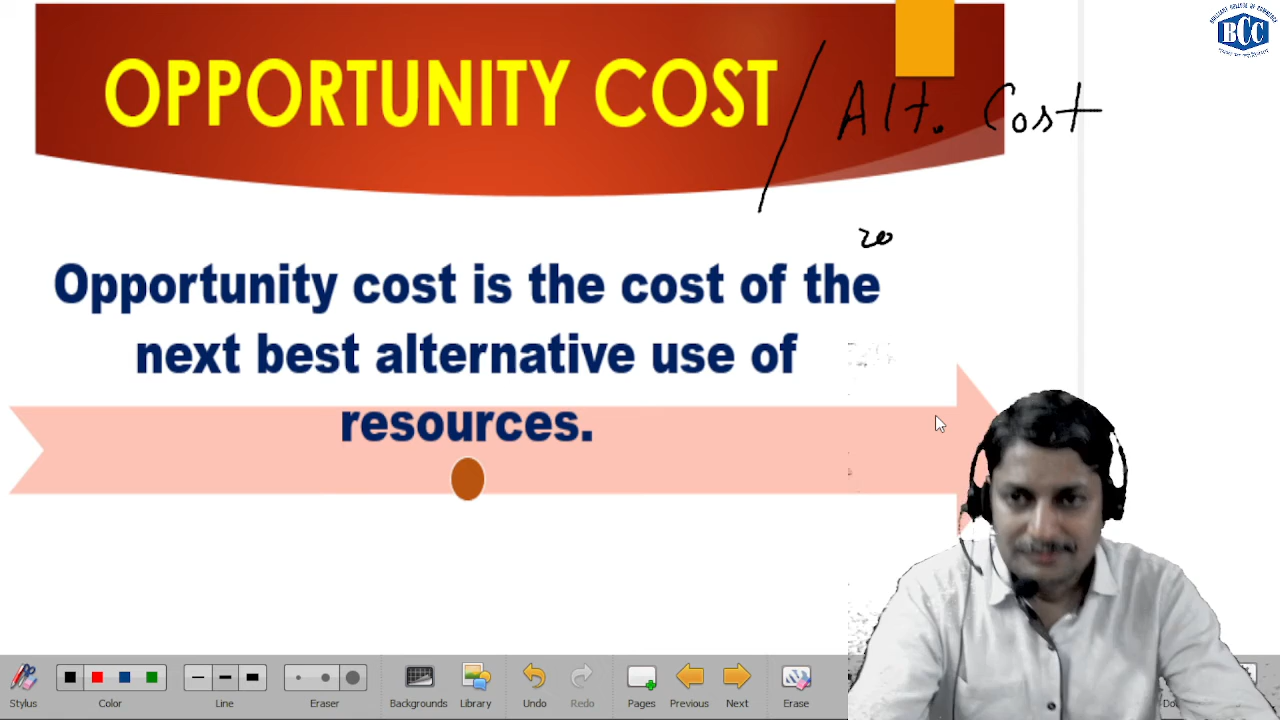 BCC
OPPORTUNITY COST / Alt. Cost
20
Opportunity cost is the cost of the
next best alternative use of
resources.
Stylus
Color
Line
Eraser
Backgrounds
Library
Undo
Redo
Pages
Previous
Next
Erase